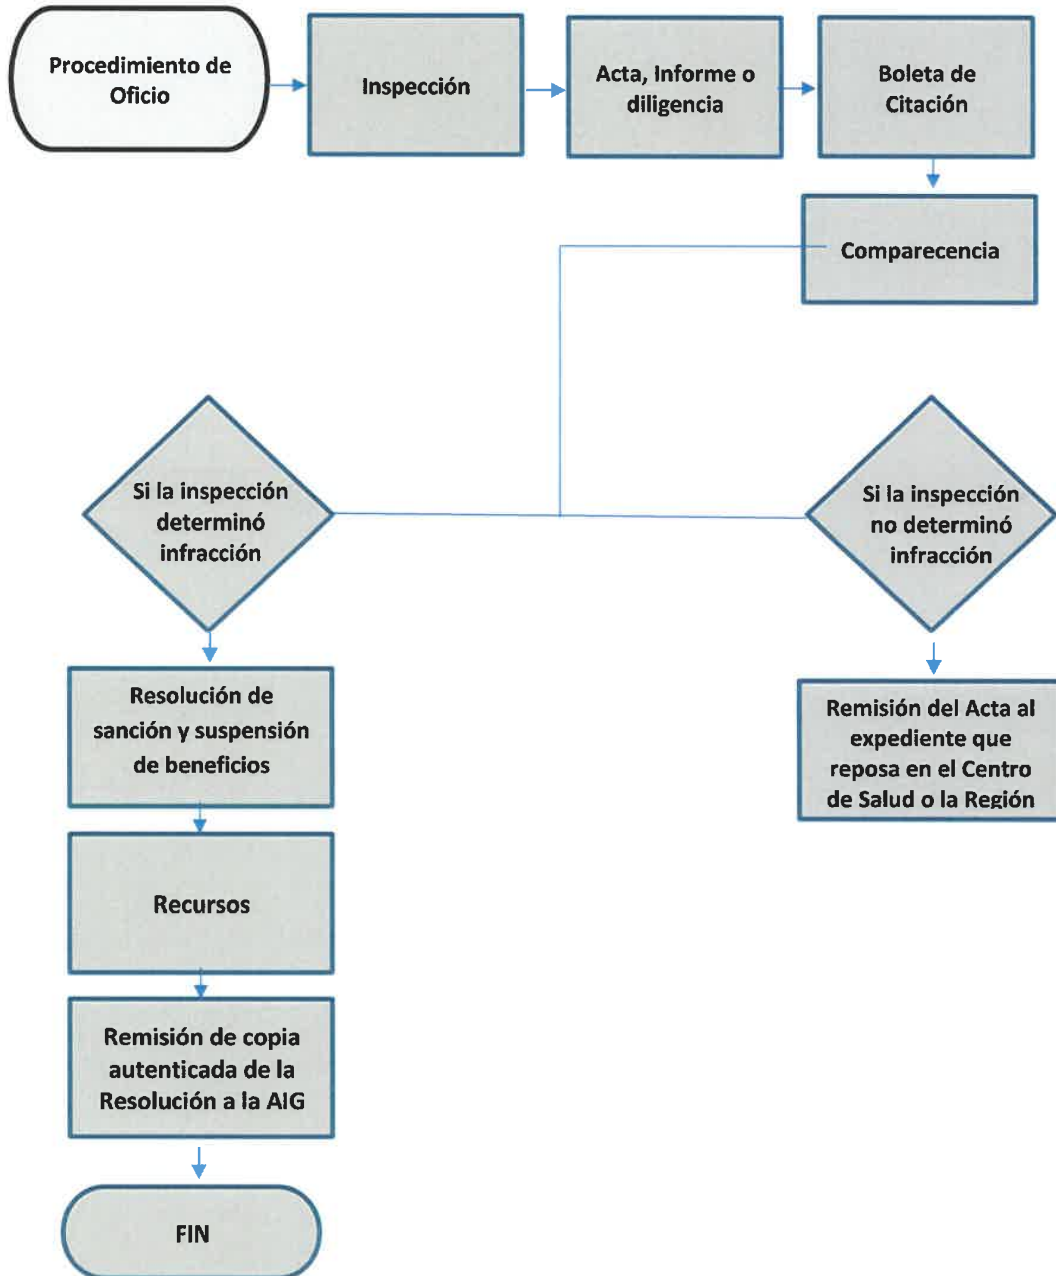 Procedimiento de
Oficio
Inspección
Acta, Informe o
diligencia
Boleta de
Citación
Comparecencia
Si la inspección
determinó
infracción
Si la inspección
no determinó
infracción
Resolución de
sanción y suspensión
de beneficios
Remisión del Acta al
expediente que
reposa en el Centro
de Salud o la Región
Recursos
Remisión de copia
autenticada de la
Resolución a la AIG
FIN